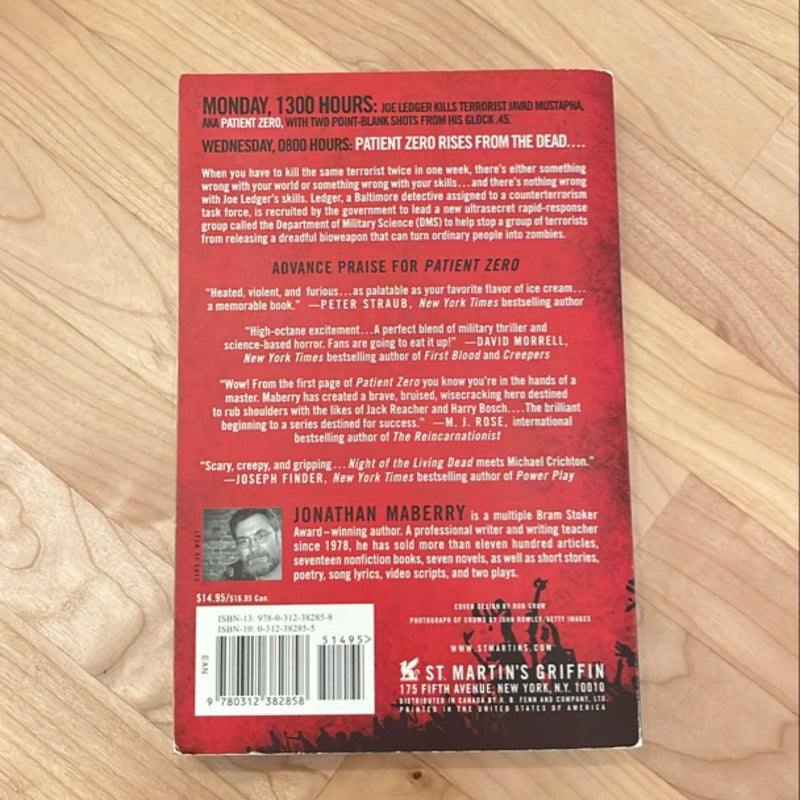 MONDAY, 1300 HOURS: JOE LEDGER KILLS TERRORIST JAVAD MUSTAPHA,
AKA PATIENT ZERO, WITH TWO POINT-BLANK SHOTS FROM HIS GLOCK .45.
WEDNESDAY, 0800 HOURS: PATIENT ZERO RISES FROM THE DEAD....
When you have to kill the same terrorist twice in one week, there's either something
wrong with your world or something wrong with your skills...and there's nothing wrong
with Joe Ledger's skills. Ledger, a Baltimore detective assigned to a counterterrorism
task force, is recruited by the government to lead a new ultrasecret rapid-response
group called the Department of Military Science (DMS) to help stop a group of terrorists
from releasing a dreadful bioweapon that can turn ordinary people into zombies.
ADVANCE PRAISE FOR PATIENT ZERO
"Heated, violent, and furious...as palatable as your favorite flavor of ice cream...
a memorable book." —PETER STRAUB, New York Times bestselling author
"High-octane excitement...A perfect blend of military thriller and
science-based horror. Fans are going to eat it up!" —DAVID MORRELL,
New York Times bestselling author of First Blood and Creepers
"Wow! From the first page of Patient Zero you know you're in the hands of a
master. Maberry has created a brave, bruised, wisecracking hero destined
to rub shoulders with the likes of Jack Reacher and Harry Bosch....The brilliant
beginning to a series destined for success." —M. J. ROSE, international
bestselling author of The Reincarnationist
"Scary, creepy, and gripping...Night of the Living Dead meets Michael Crichton."
—JOSEPH FINDER, New York Times bestselling author of Power Play
JONATHAN MABERRY is a multiple Bram Stoker
Award–winning author. A professional writer and writing teacher
since 1978, he has sold more than eleven hundred articles,
seventeen nonfiction books, seven novels, as well as short stories,
poetry, song lyrics, video scripts, and two plays.
$14.95/$16.95 Can.
ISBN-13: 978-0-312-38285-8
ISBN-10: 0-312-38285-5
51495>
EAN
9 780312 382858
COVER DESIGN BY ROB GROM
PHOTOGRAPH OF CROWD BY JOHN ROWLEY/GETTY IMAGES
WWW.STMARTINS.COM
ST. MARTIN'S GRIFFIN
175 FIFTH AVENUE, NEW YORK, N.Y. 10010
DISTRIBUTED IN CANADA BY H. B. FENN AND COMPANY, LTD.
PRINTED IN THE UNITED STATES OF AMERICA